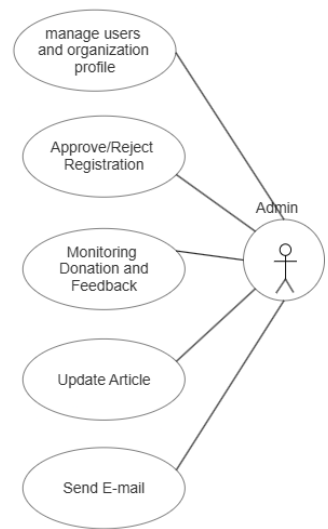 manage users
and organization
profile
Approve/Reject
Registration
Admin
Monitoring
Donation and
Feedback
Update Article
Send E-mail